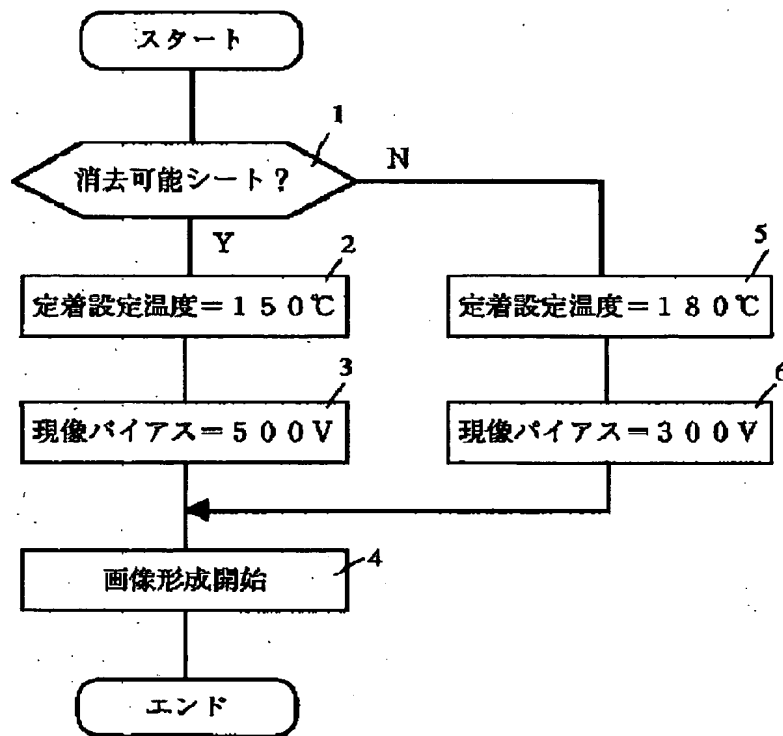 スタート
1
消去可能シート？
N
Y
2
定着設定温度＝１５０℃
5
定着設定温度＝１８０℃
3
現像バイアス＝５００Ｖ
6
現像バイアス＝３００Ｖ
4
画像形成開始
エンド